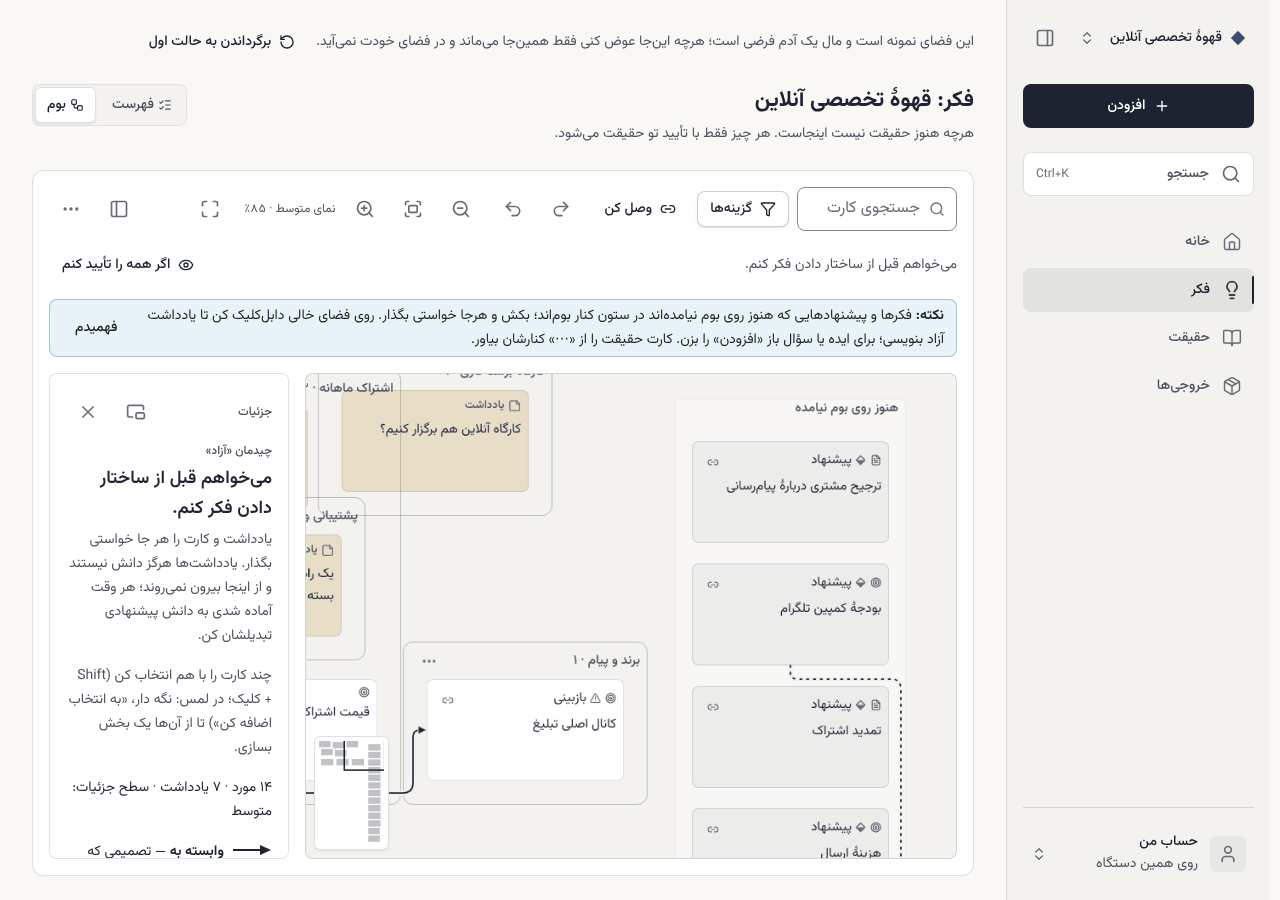 قهوهٔ تخصصی آنلاین
افزودن
جستجو
Ctrl+K
خانه
فکر
حقیقت
خروجی‌ها
حساب من
روی همین دستگاه
این فضای نمونه است و مال یک آدم فرضی است؛ هرچه این‌جا عوض کنی فقط همین‌جا می‌ماند و در فضای خودت نمی‌آید.
برگرداندن به حالت اول
فکر: قهوهٔ تخصصی آنلاین
هرچه هنوز حقیقت نیست اینجاست. هر چیز فقط با تأیید تو حقیقت می‌شود.
فهرست
بوم
جستجوی کارت
گزینه‌ها
وصل کن
نمای متوسط · ۸۵٪
می‌خواهم قبل از ساختار دادن فکر کنم.
اگر همه را تأیید کنم
نکته: فکرها و پیشنهادهایی که هنوز روی بوم نیامده‌اند در ستون کنار بوم‌اند؛ بکش و هرجا خواستی بگذار. روی فضای خالی دابل‌کلیک کن تا یادداشت
آزاد بنویسی؛ برای ایده یا سؤال باز «افزودن» را بزن. کارت حقیقت را از «···» کنارشان بیاور.
فهمیدم
هنوز روی بوم نیامده
پیشنهاد
ترجیح مشتری دربارهٔ پیام‌رسانی
پیشنهاد
بودجهٔ کمپین تلگرام
پیشنهاد
تمدید اشتراک
پیشنهاد
هزینهٔ ارسال
اشتراک ماهانه ·
یادداشت
کارگاه آنلاین هم برگزار کنیم؟
پشتیبانی و
یک
بسته
برند و پیام · ۱
بازبینی
کانال اصلی تبلیغ
قیمت اشتراک
جزئیات
چیدمان «آزاد»
می‌خواهم قبل از ساختار
دادن فکر کنم.
یادداشت و کارت را هر جا خواستی
بگذار. یادداشت‌ها هرگز دانش نیستند
و از اینجا بیرون نمی‌روند؛ هر وقت
آماده شدی به دانش پیشنهادی
تبدیلشان کن.
چند کارت را با هم انتخاب کن (Shift
+ کلیک؛ در لمس: نگه دار، «به انتخاب
اضافه کن») تا از آن‌ها یک بخش
بسازی.
۱۴ مورد · ۷ یادداشت · سطح جزئیات:
متوسط
وابسته به — تصمیمی که